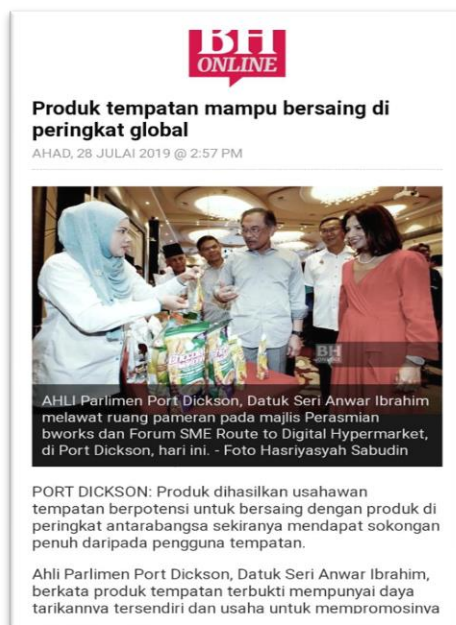 BH
ONLINE
Produk tempatan mampu bersaing di
peringkat global
AHAD, 28 JULAI 2019 @ 2:57 PM
BH
AHLI Parlimen Port Dickson, Datuk Seri Anwar Ibrahim
melawat ruang pameran pada majlis Perasmian
bworks dan Forum SME Route to Digital Hypermarket,
di Port Dickson, hari ini. - Foto Hasriyasyah Sabudin
PORT DICKSON: Produk dihasilkan usahawan
tempatan berpotensi untuk bersaing dengan produk di
peringkat antarabangsa sekiranya mendapat sokongan
penuh daripada pengguna tempatan.
Ahli Parlimen Port Dickson, Datuk Seri Anwar Ibrahim,
berkata produk tempatan terbukti mempunyai daya
tarikannya tersendiri dan usaha untuk mempromosinya